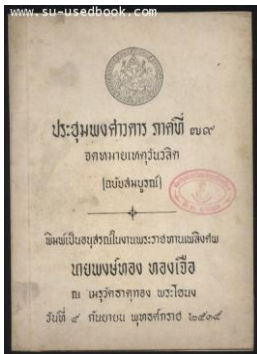 www.su-usedbook.com
ประชุมพงศาวดาร ภาคที่ ๗๙
จดหมายเหตุวันวลิต
(ฉบับสมบูรณ์)
พิมพ์เป็นอนุสรณ์ในงานพระราชทานเพลิงศพ
นายพงษ์ทอง ทองเจือ
ณ เมรุวัดธาตุทอง พระโขนง
วันที่ ๔ กันยายน พุทธศักราช ๒๕๑๕